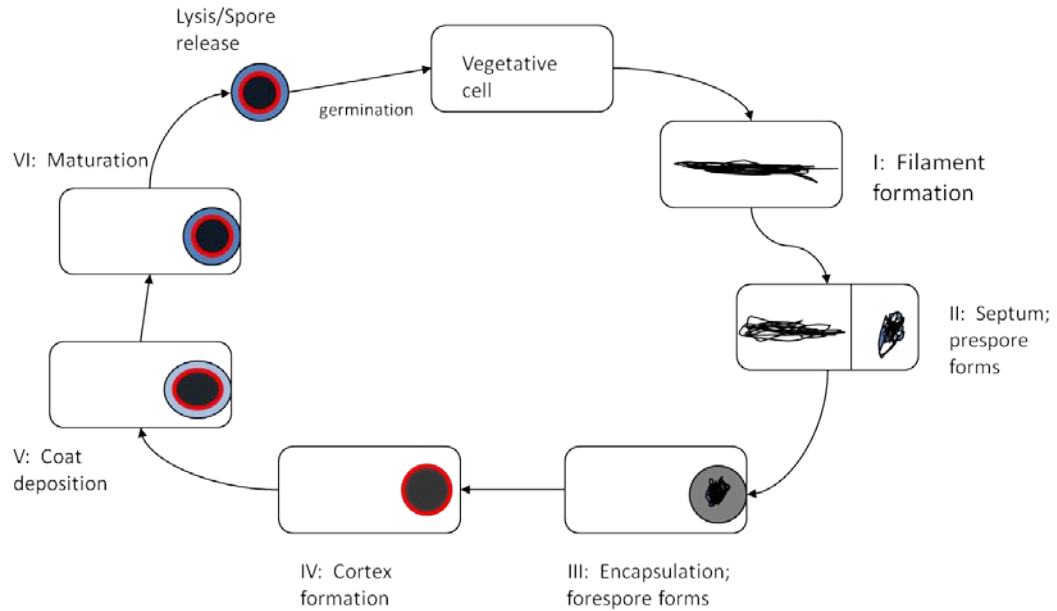 Lysis/Spore
release
Vegetative
cell
germination
I:  Filament
formation
II:  Septum;
prespore
forms
III:  Encapsulation;
forespore forms
IV:  Cortex
formation
V:  Coat
deposition
VI:  Maturation